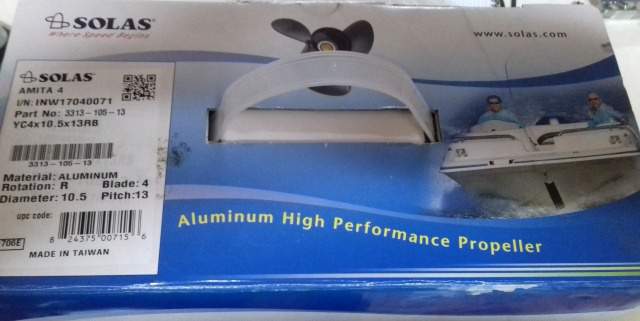 SOLAS
Where Speed Begins
www.solas.com
SOLAS
AMITA 4
I/N: INW17040071
Part No: 3313-105-13
YC4x10.5x13RB
3313-105-13
Material: ALUMINUM
Rotation: R Blade: 4
Diameter: 10.5 Pitch: 13
UDC code:
8 24375 00715 6
706E
MADE IN TAIWAN
Aluminum High Performance Propeller